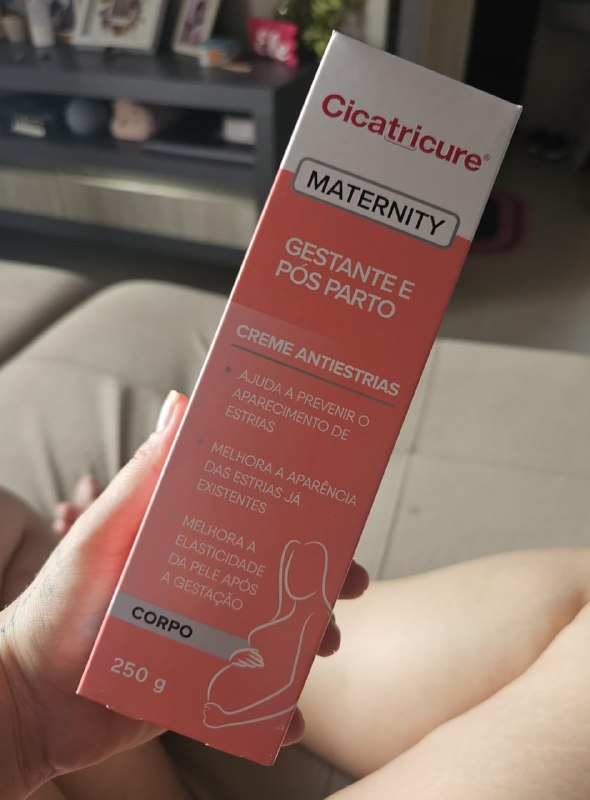 Cicatricure®
MATERNITY
GESTANTE E
PÓS PARTO
CREME ANTIESTRIAS
• AJUDA A PREVENIR O
APARECIMENTO DE
ESTRIAS
• MELHORA A APARÊNCIA
DAS ESTRIAS JÁ
EXISTENTES
MELHORA A
ELASTICIDADE
DA PELE APÓS
A GESTAÇÃO
CORPO
250 g